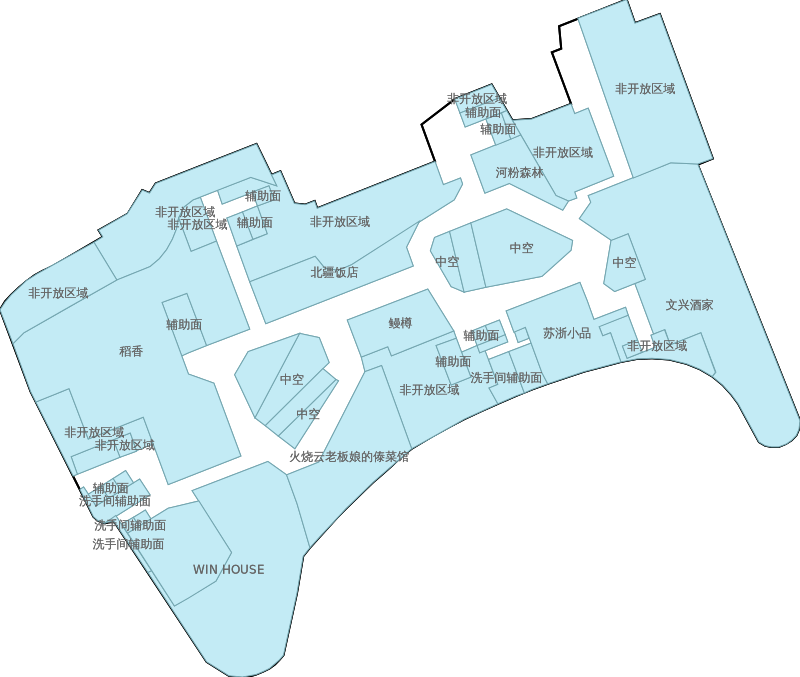 非开放区域
非开放区域
辅助面
辅助面
非开放区域
河粉森林
辅助面
非开放区域
非开放区域
辅助面
非开放区域
中空
中空
中空
北疆饭店
非开放区域
文兴酒家
辅助面
鳗樽
辅助面
苏浙小品
非开放区域
稻香
辅助面
中空
洗手间辅助面
非开放区域
中空
非开放区域
非开放区域
火烧云老板娘的傣菜馆
辅助面
洗手间辅助面
洗手间辅助面
洗手间辅助面
WIN HOUSE